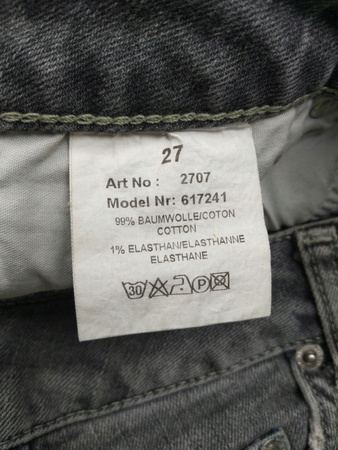 27
Art No : 2707
Model Nr: 617241
99% BAUMWOLLE/COTON
COTTON
1% ELASTHAN/ELASTHANNE
ELASTHANE
30 P